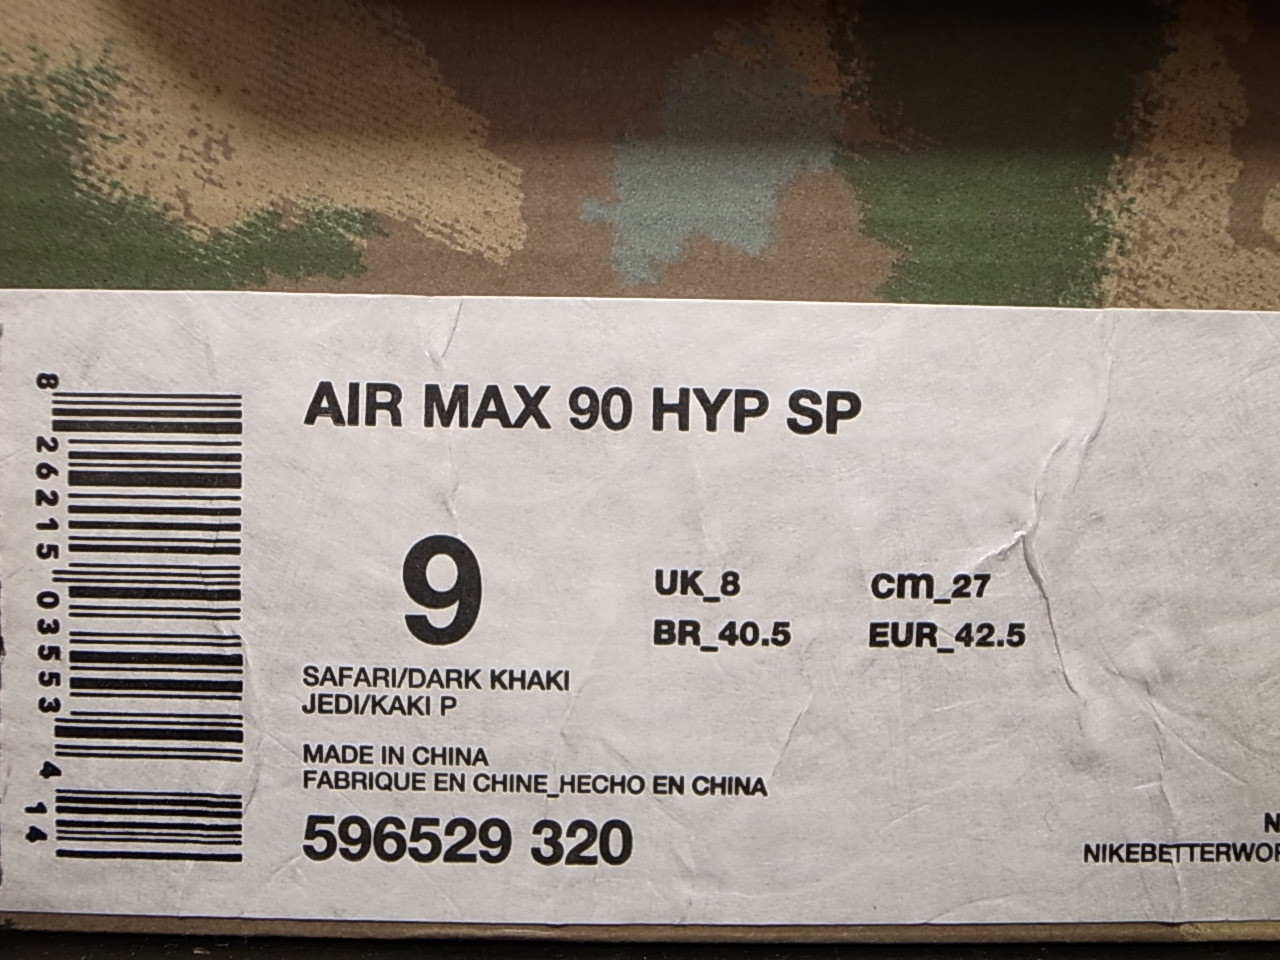 8 26215 03553 4 14
AIR MAX 90 HYP SP
9
UK_8 cm_27
BR_40.5 EUR_42.5
SAFARI/DARK KHAKI
JEDI/KAKI P
MADE IN CHINA
FABRIQUE EN CHINE_HECHO EN CHINA
596529 320